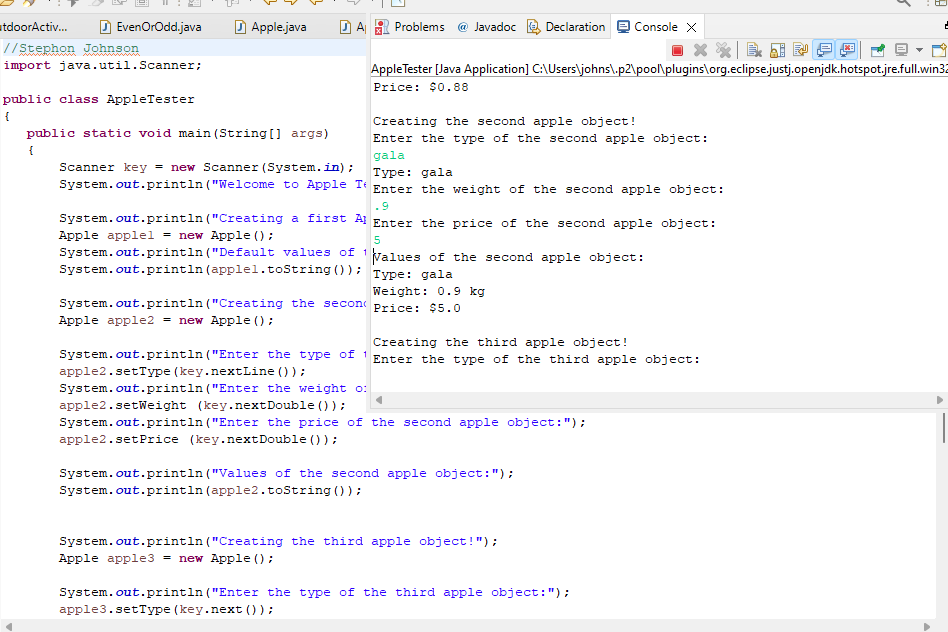 utdoorActiv...
EvenOrOdd.java
Apple.java
A
Problems
@ Javadoc
Declaration
Console
AppleTester [Java Application] C:\Users\johns\.p2\pool\plugins\org.eclipse.justj.openjdk.hotspot.jre.full.win32
//Stephon Johnson
import java.util.Scanner;
public class AppleTester
{
public static void main(String[] args)
{
Scanner key = new Scanner(System.in);
System.out.println("Welcome to Apple Te
System.out.println("Creating a first Ap
Apple apple1 = new Apple();
System.out.println("Default values of t
System.out.println(apple1.toString());
System.out.println("Creating the second
Apple apple2 = new Apple();
System.out.println("Enter the type of t
apple2.setType(key.nextLine());
System.out.println("Enter the weight of
apple2.setWeight (key.nextDouble());
System.out.println("Enter the price of the second apple object:");
apple2.setPrice (key.nextDouble());
System.out.println("Values of the second apple object:");
System.out.println(apple2.toString());
System.out.println("Creating the third apple object!");
Apple apple3 = new Apple();
System.out.println("Enter the type of the third apple object:");
apple3.setType(key.next());
Price: $0.88
Creating the second apple object!
Enter the type of the second apple object:
gala
Type: gala
Enter the weight of the second apple object:
.9
Enter the price of the second apple object:
5
Values of the second apple object:
Type: gala
Weight: 0.9 kg
Price: $5.0
Creating the third apple object!
Enter the type of the third apple object: